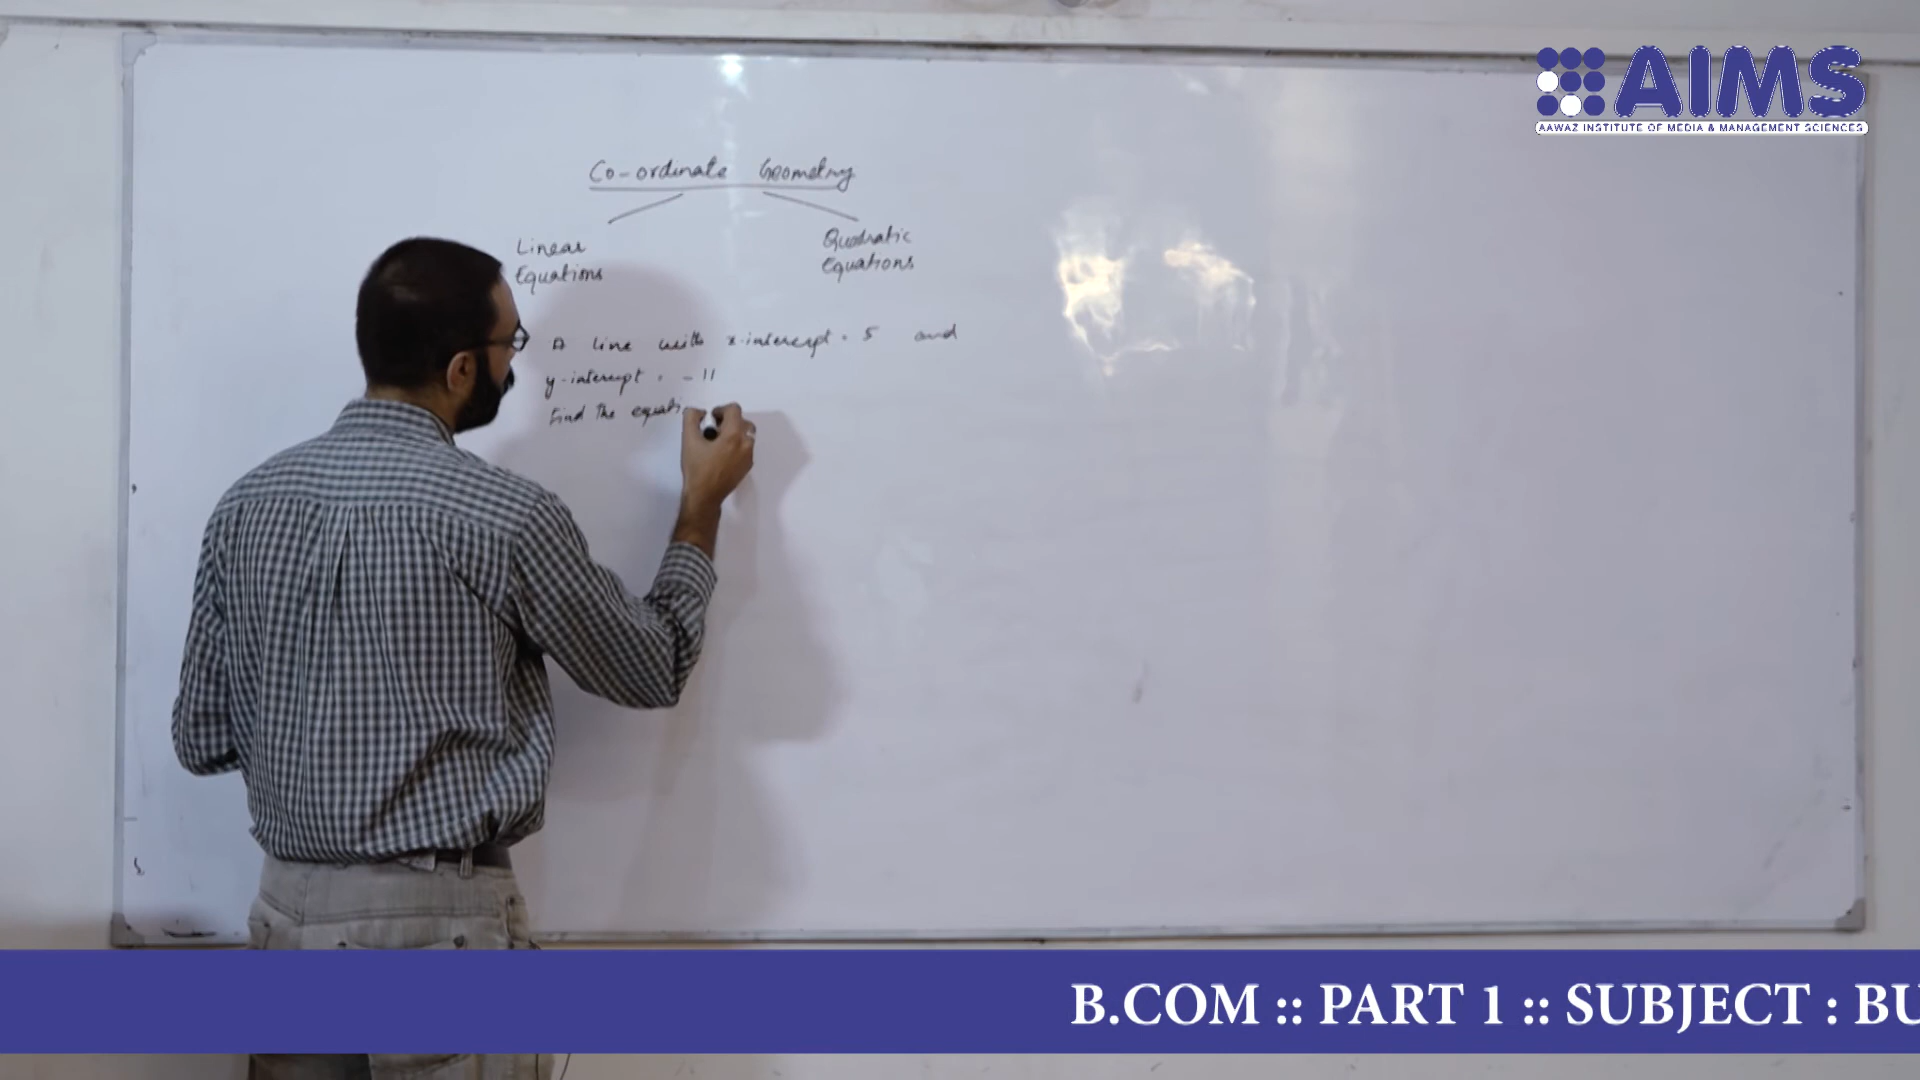 AIMS
AAWAZ INSTITUTE OF MEDIA & MANAGEMENT SCIENCES
Co-ordinate Geometry
Linear
Equations
Quadratic
Equations
A line with x-intercept = 5 and
y-intercept = -11
Find the equati
B.COM :: PART 1 :: SUBJECT : BU